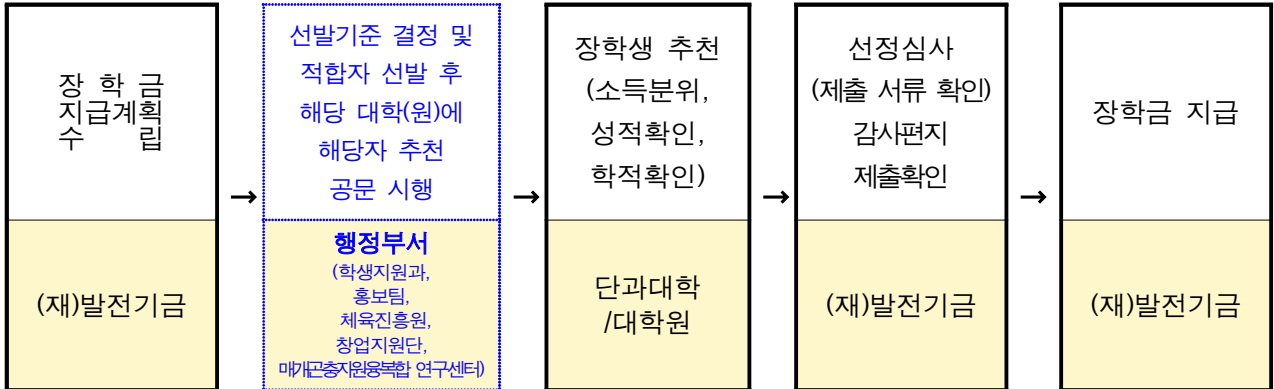 장 학 금
지급계획
수 립
(재)발전기금
→
선발기준 결정 및
적합자 선발 후
해당 대학(원)에
해당자 추천
공문 시행
행정부서
(학생지원과,
홍보팀,
체육진흥원,
창업지원단,
매개곤충자원융복합 연구센터)
→
장학생 추천
(소득분위,
성적확인,
학적확인)
단과대학
/대학원
→
선정심사
(제출 서류 확인)
감사편지
제출확인
(재)발전기금
→
장학금 지급
(재)발전기금